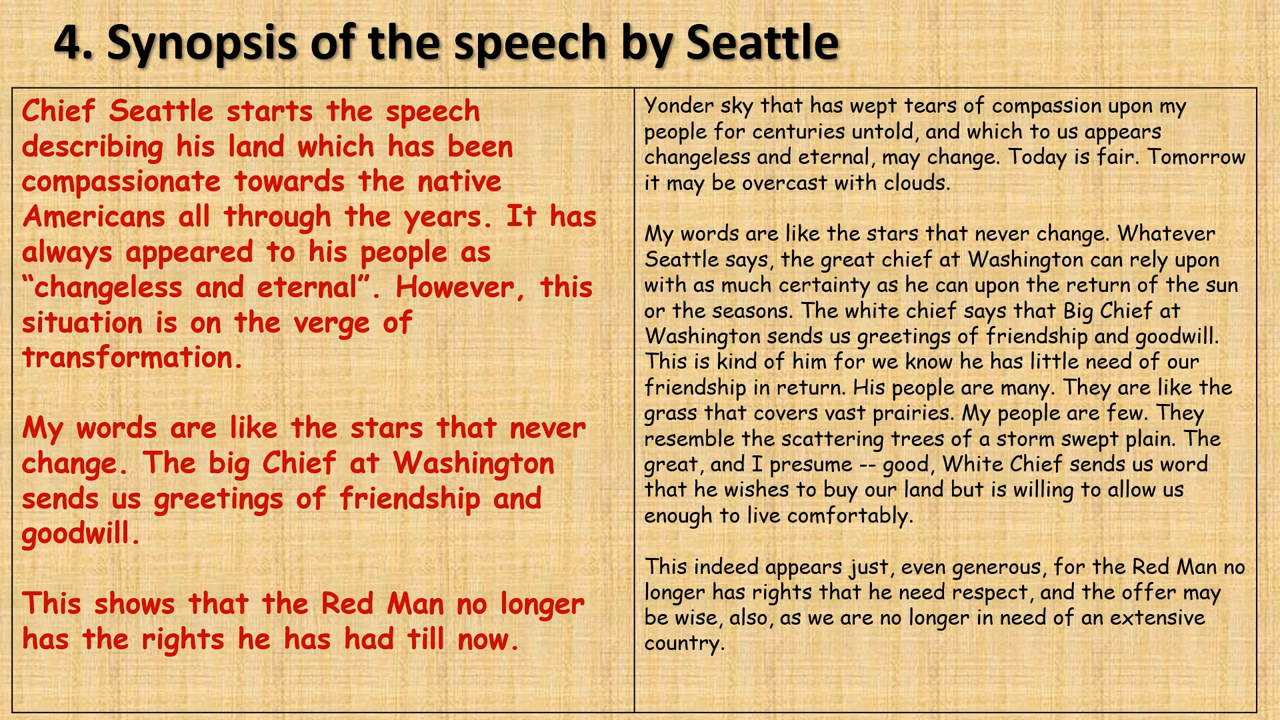 4. Synopsis of the speech by Seattle
Chief Seattle starts the speech
describing his land which has been
compassionate towards the native
Americans all through the years. It has
always appeared to his people as
“changeless and eternal”. However, this
situation is on the verge of
transformation.
My words are like the stars that never
change. The big Chief at Washington
sends us greetings of friendship and
goodwill.
This shows that the Red Man no longer
has the rights he has had till now.
Yonder sky that has wept tears of compassion upon my
people for centuries untold, and which to us appears
changeless and eternal, may change. Today is fair. Tomorrow
it may be overcast with clouds.
My words are like the stars that never change. Whatever
Seattle says, the great chief at Washington can rely upon
with as much certainty as he can upon the return of the sun
or the seasons. The white chief says that Big Chief at
Washington sends us greetings of friendship and goodwill.
This is kind of him for we know he has little need of our
friendship in return. His people are many. They are like the
grass that covers vast prairies. My people are few. They
resemble the scattering trees of a storm swept plain. The
great, and I presume -- good, White Chief sends us word
that he wishes to buy our land but is willing to allow us
enough to live comfortably.
This indeed appears just, even generous, for the Red Man no
longer has rights that he need respect, and the offer may
be wise, also, as we are no longer in need of an extensive
country.